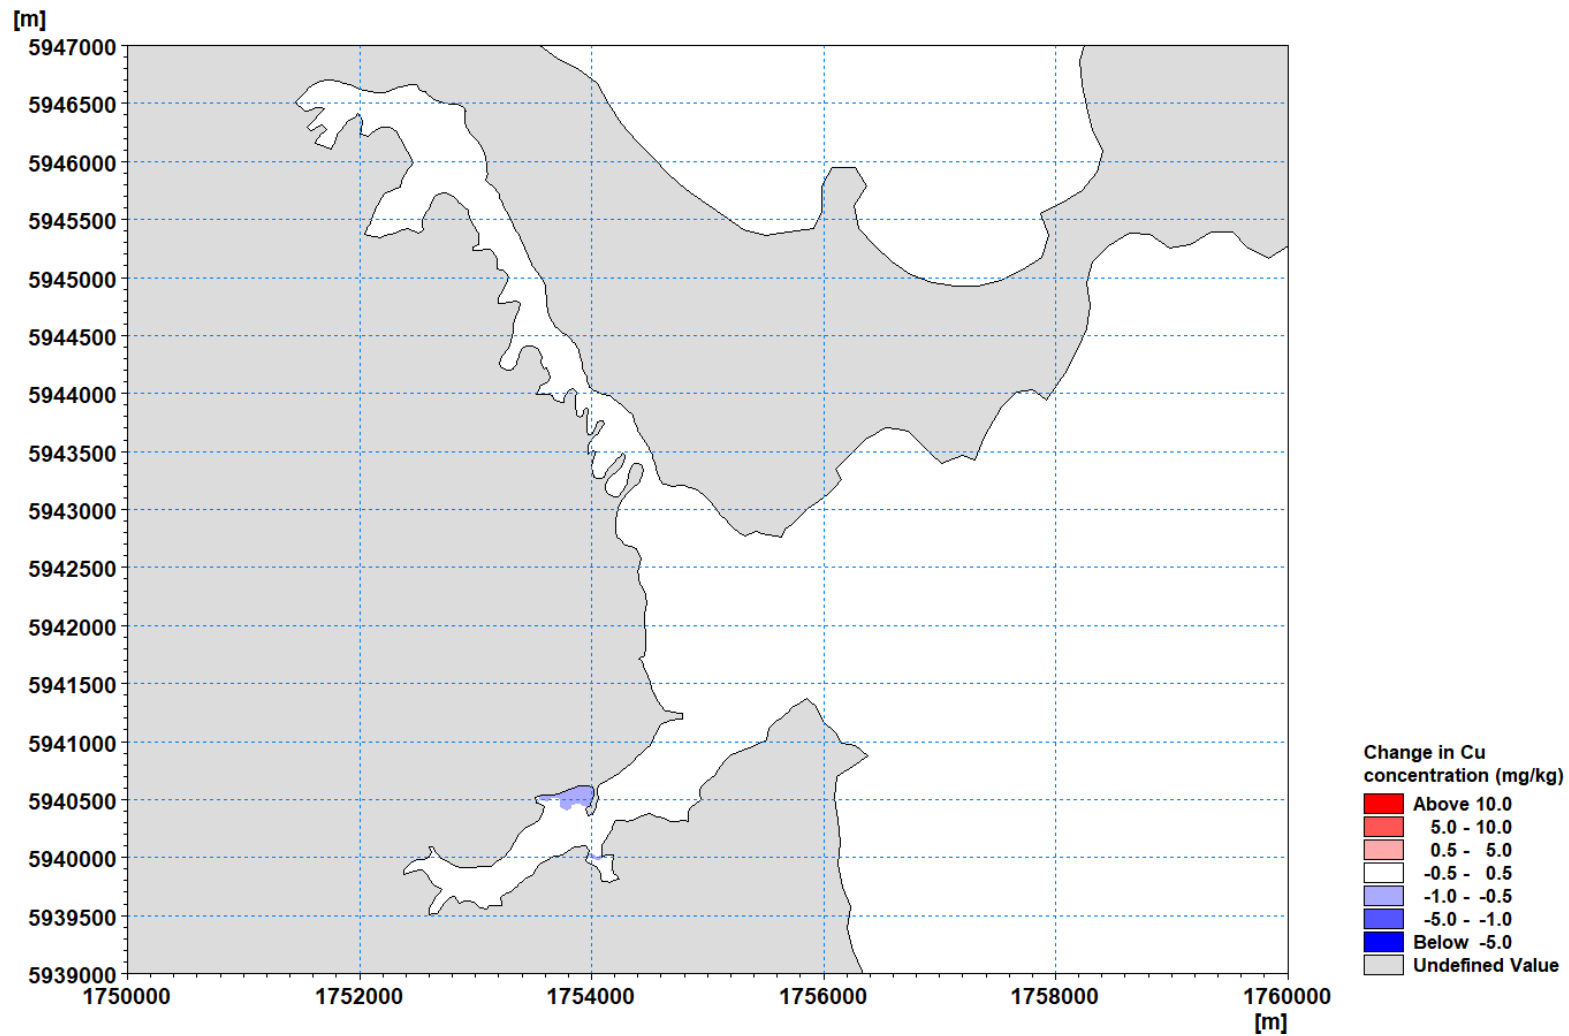 [m]
5947000
5946500
5946000
5945500
5945000
5944500
5944000
5943500
5943000
5942500
5942000
5941500
5941000
5940500
5940000
5939500
5939000
1750000
1752000
1754000
1756000
1758000
1760000
[m]
Change in Cu
concentration (mg/kg)
Above 10.0
5.0 - 10.0
0.5 - 5.0
-0.5 - 0.5
-1.0 - -0.5
-5.0 - -1.0
Below -5.0
Undefined Value